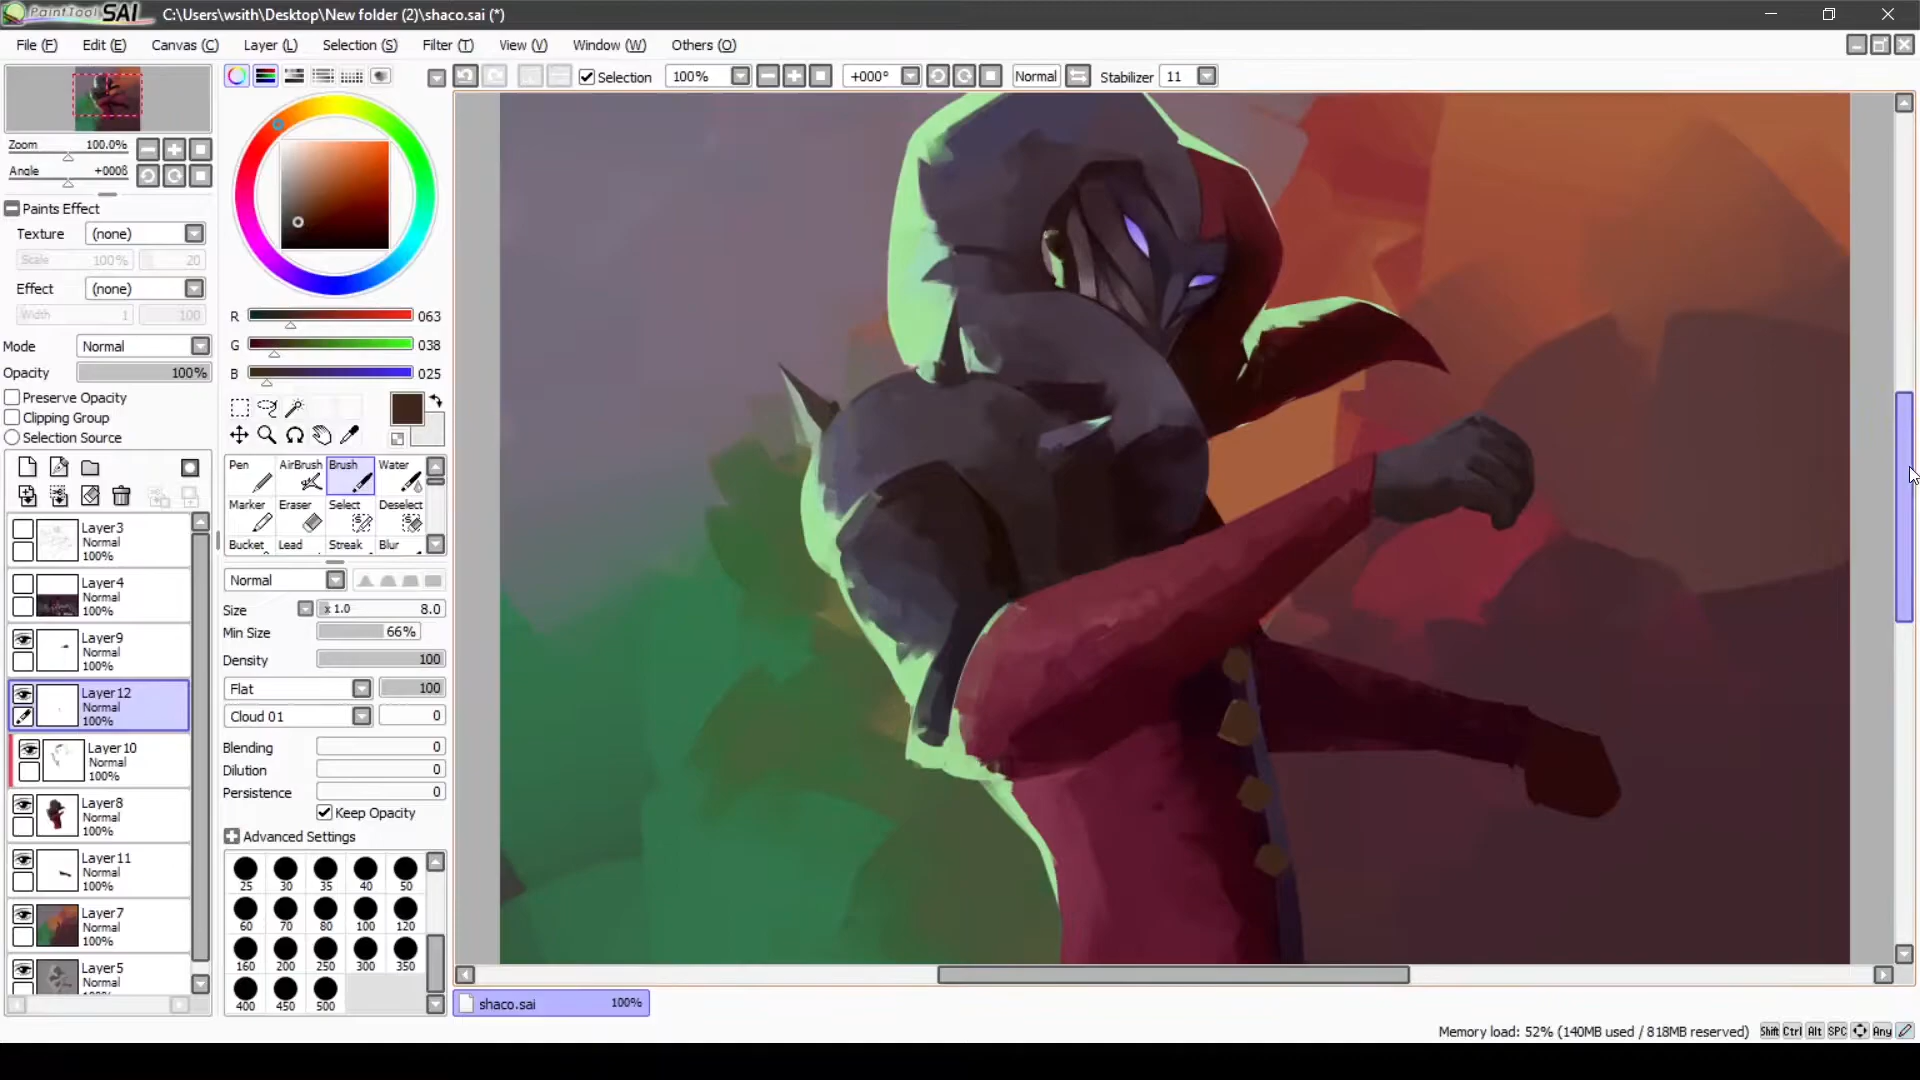 PaintTool SAI C:\Users\wsith\Desktop\New folder (2)\shaco.sai (*)
File (F) Edit (E) Canvas (C) Layer (L) Selection (S) Filter (T) View (V) Window (W) Others (O)
Selection 100% +000° Normal Stabilizer 11
Zoom 100.0%
Angle
Paints Effect
Texture (none)
Scale 100% 20
Effect (none)
Width 1 100
Mode Normal
Opacity 100%
Preserve Opacity
Clipping Group
Selection Source
Layer3
Normal
100%
Layer4
Normal
100%
Layer9
Normal
100%
Layer12
Normal
100%
Layer10
Normal
100%
Layer8
Normal
100%
Layer11
Normal
100%
Layer7
Normal
100%
Layer5
Normal
R 063
G 038
B 025
Pen AirBrush Brush Water
Marker Eraser Select Deselect
Bucket Lead Streak Blur
Normal
Size x 1.0 8.0
Min Size 66%
Density 100
Flat 100
Cloud 01 0
Blending 0
Dilution 0
Persistence 0
Keep Opacity
Advanced Settings
25 30 35 40 50
60 70 80 100 120
160 200 250 300 350
400 450 500
shaco.sai 100%
Memory load: 52% (140MB used / 818MB reserved) Shift Ctrl Alt SPC Any